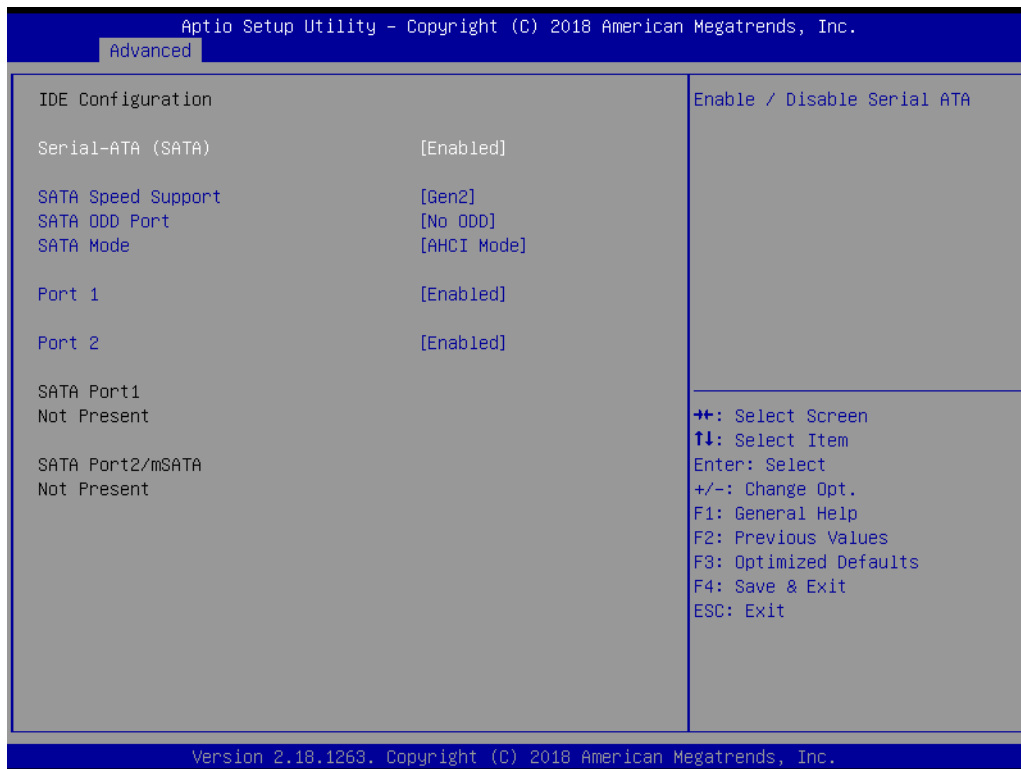 Aptio Setup Utility – Copyright (C) 2018 American Megatrends, Inc.
Advanced
IDE Configuration
Serial-ATA (SATA) [Enabled]
SATA Speed Support [Gen2]
SATA ODD Port [No ODD]
SATA Mode [AHCI Mode]
Port 1 [Enabled]
Port 2 [Enabled]
SATA Port1
Not Present
SATA Port2/mSATA
Not Present
Enable / Disable Serial ATA
→←: Select Screen
↑↓: Select Item
Enter: Select
+/-: Change Opt.
F1: General Help
F2: Previous Values
F3: Optimized Defaults
F4: Save & Exit
ESC: Exit
Version 2.18.1263. Copyright (C) 2018 American Megatrends, Inc.